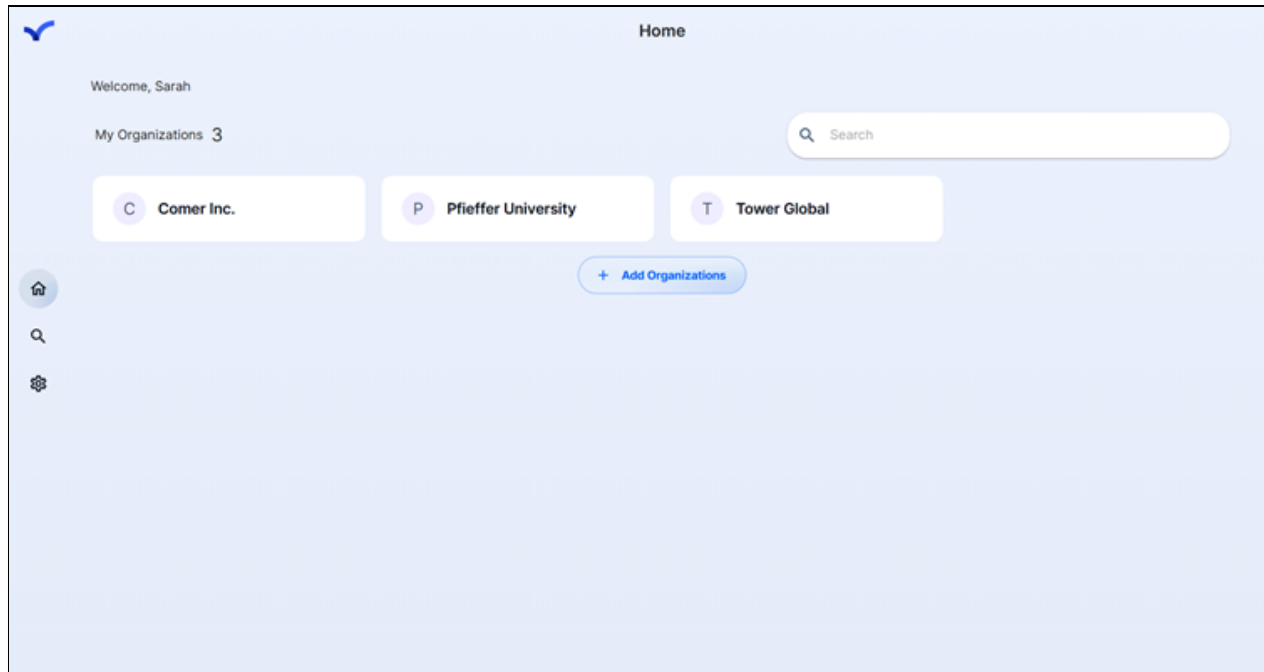 Home
Welcome, Sarah
My Organizations 3
Search
C Comer Inc.
P Pfieffer University
T Tower Global
+ Add Organizations